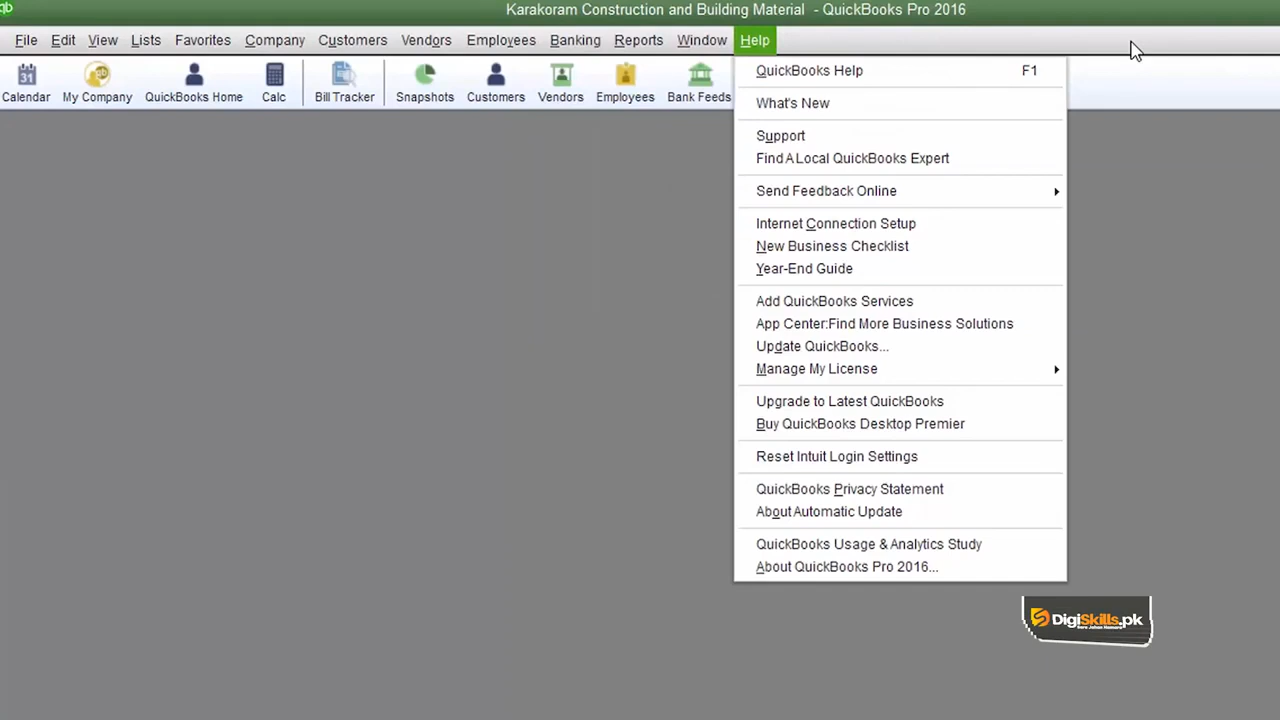 qb
Karakoram Construction and Building Material - QuickBooks Pro 2016
File Edit View Lists Favorites Company Customers Vendors Employees Banking Reports Window Help
31
Calendar My Company QuickBooks Home Calc Bill Tracker Snapshots Customers Vendors Employees Bank Feeds
QuickBooks Help F1
What's New
Support
Find A Local QuickBooks Expert
Send Feedback Online
Internet Connection Setup
New Business Checklist
Year-End Guide
Add QuickBooks Services
App Center:Find More Business Solutions
Update QuickBooks...
Manage My License
Upgrade to Latest QuickBooks
Buy QuickBooks Desktop Premier
Reset Intuit Login Settings
QuickBooks Privacy Statement
About Automatic Update
QuickBooks Usage & Analytics Study
About QuickBooks Pro 2016...
DigiSkills.pk